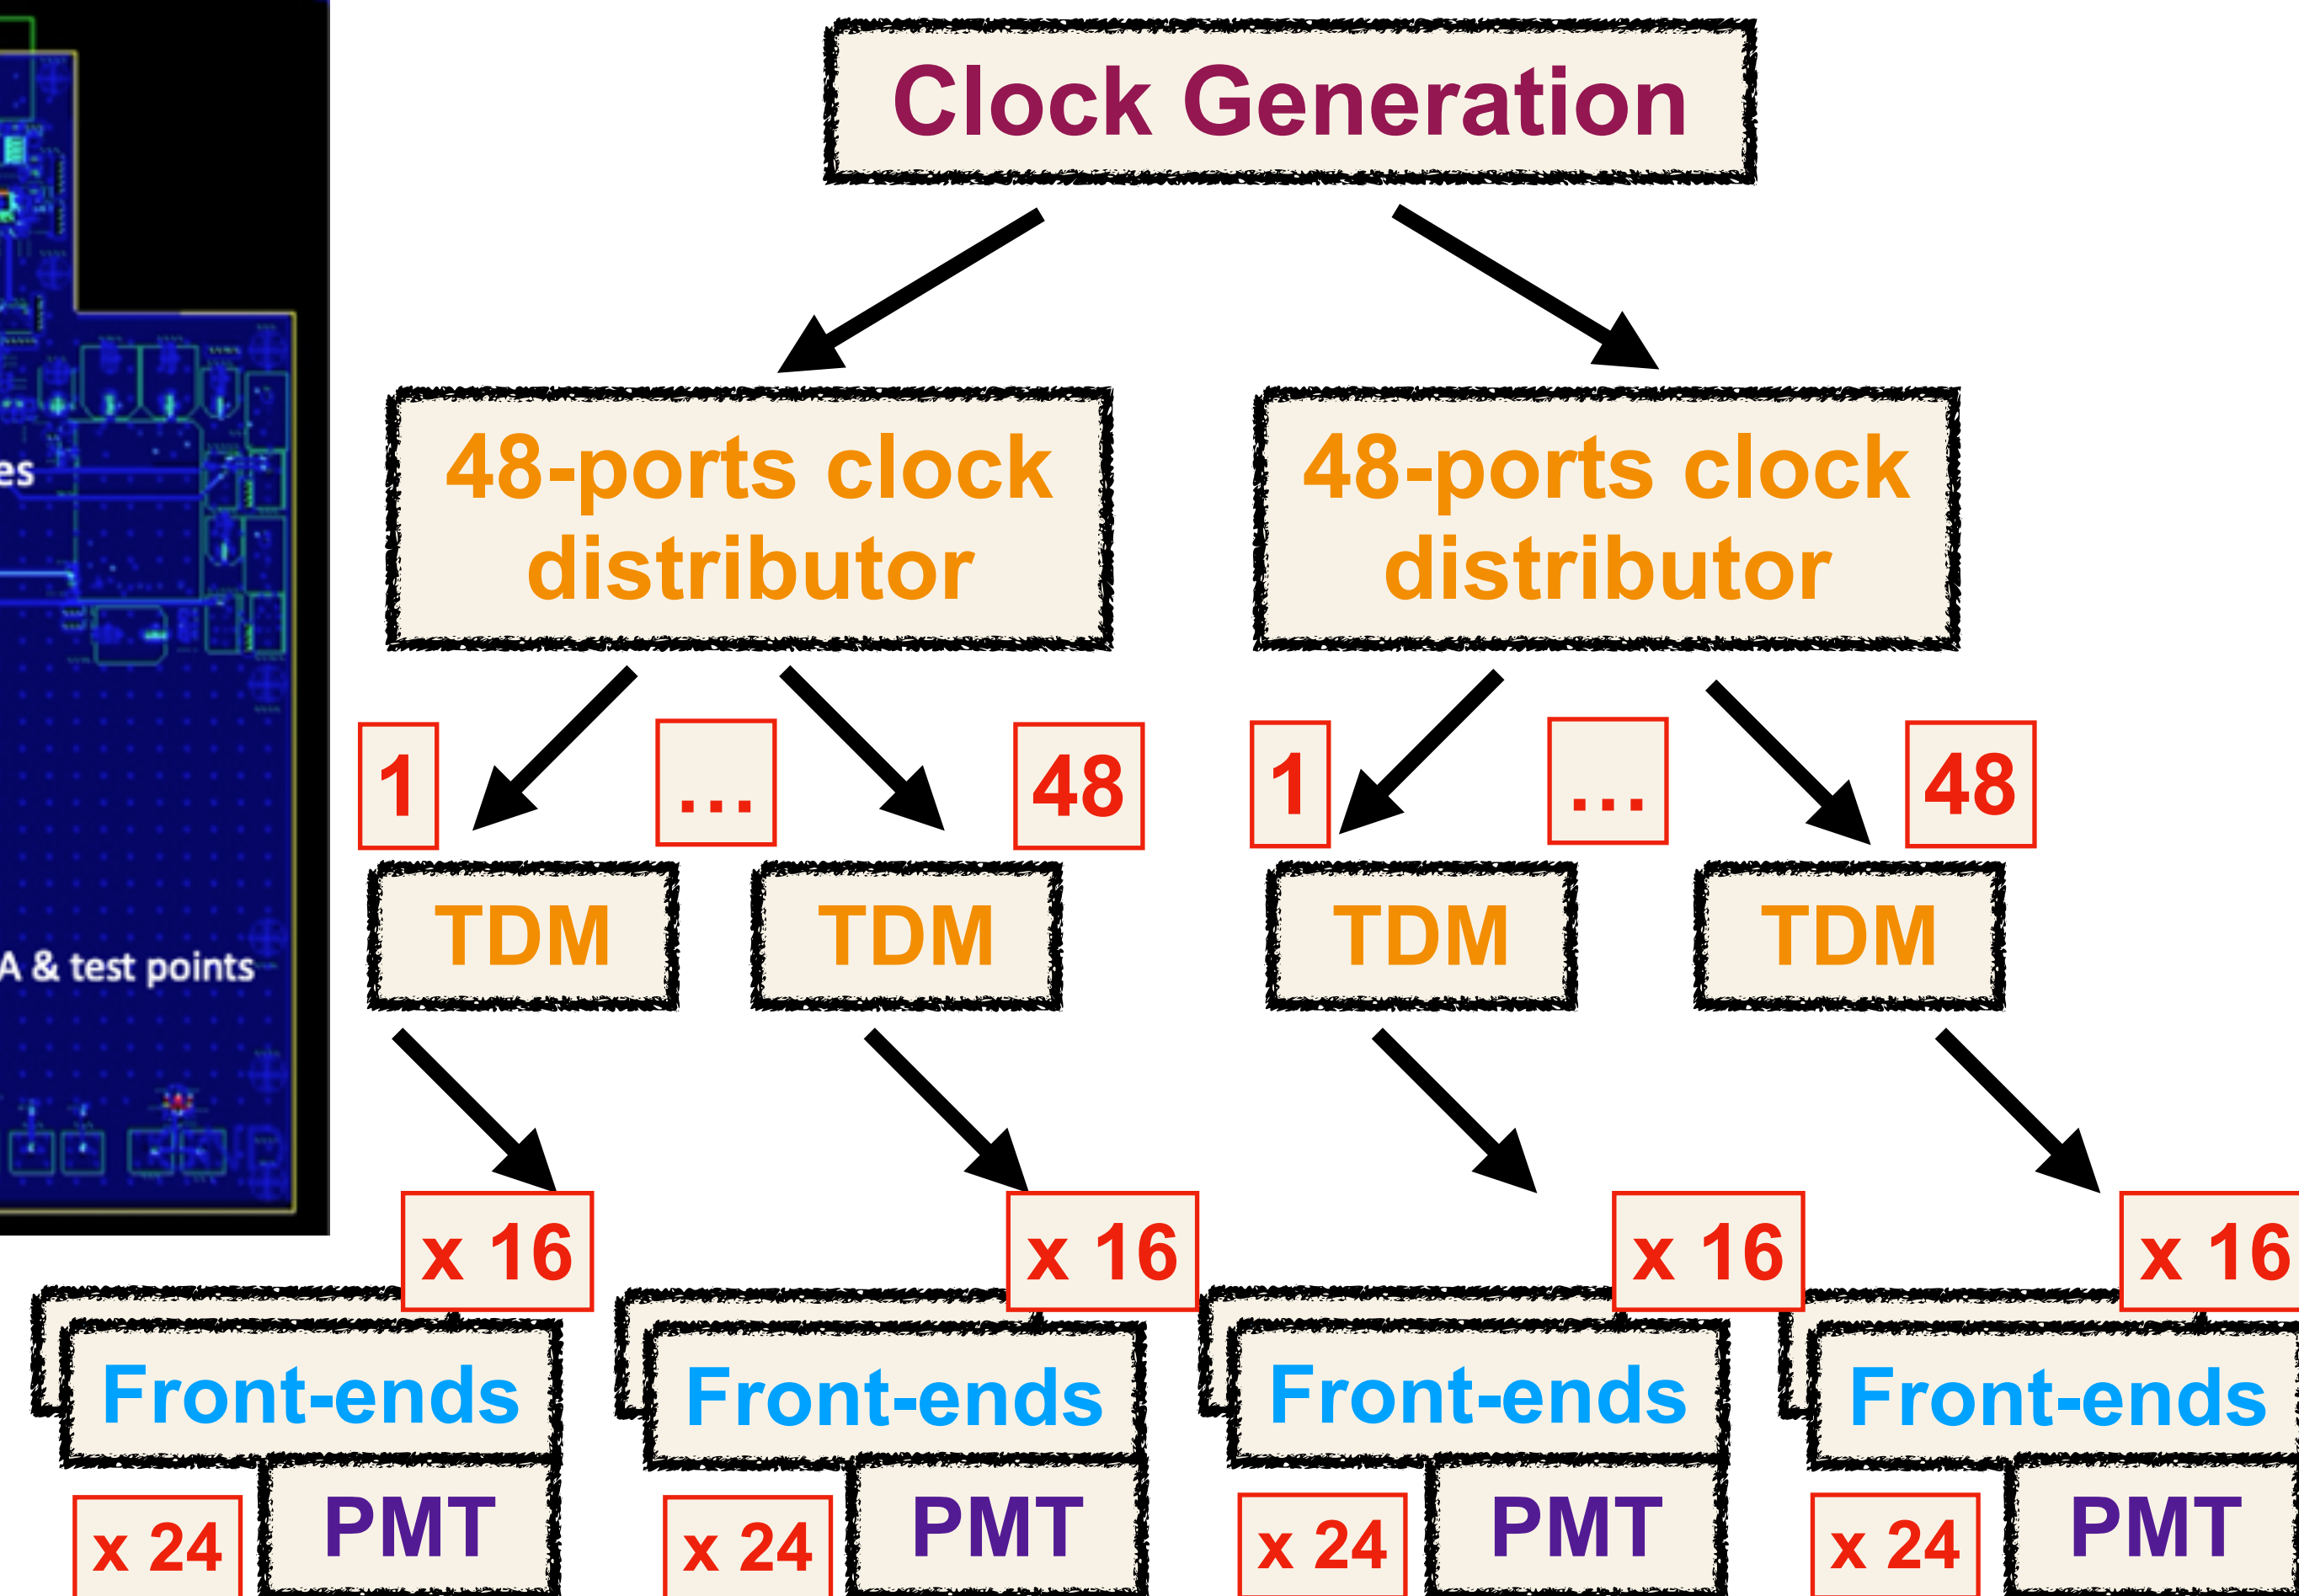 Clock Generation
48-ports clock
distributor
48-ports clock
distributor
1
…
48
1
…
48
TDM
TDM
TDM
TDM
x 16
x 16
x 16
x 16
Front-ends
Front-ends
Front-ends
Front-ends
PMT
PMT
PMT
PMT
x 24
x 24
x 24
x 24
es
A & test points